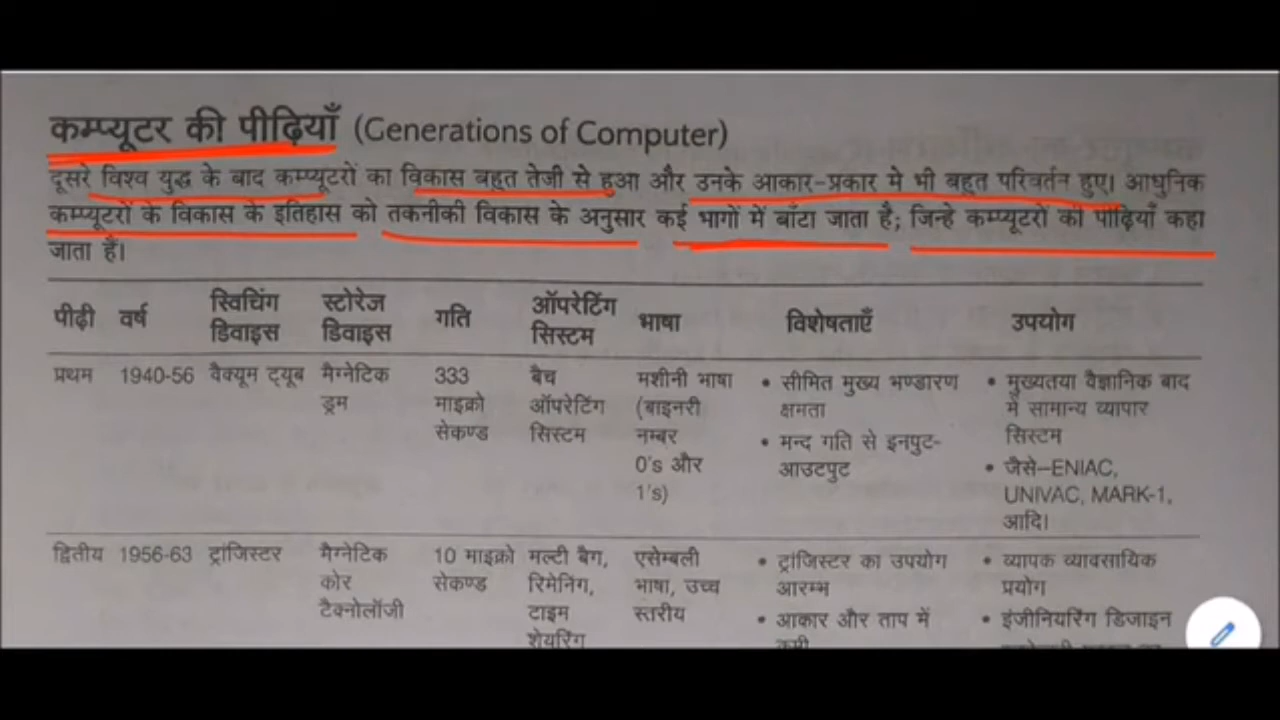 कम्प्यूटर की पीढ़ियाँ (Generations of Computer)
दूसरे विश्व युद्ध के बाद कम्प्यूटरों का विकास बहुत तेजी से हुआ और उनके आकार-प्रकार मे भी बहुत परिवर्तन हुए। आधुनिक
कम्प्यूटरों के विकास के इतिहास को तकनीकी विकास के अनुसार कई भागों में बाँटा जाता है; जिन्हे कम्प्यूटरों की पीढ़ियाँ कहा
जाता हैं।
पीढ़ी वर्ष स्विचिंग डिवाइस स्टोरेज डिवाइस गति ऑपरेटिंग सिस्टम भाषा विशेषताएँ उपयोग
प्रथम 1940-56 वैक्यूम ट्यूब मैग्नेटिक मशीनी भाषा 333 बैच • सीमित मुख्य भण्डारण • मुख्यतया वैज्ञानिक बाद
ड्रम माइक्रो ऑपरेटिंग (बाइनरी क्षमता में सामान्य व्यापार
सेकण्ड सिस्टम नम्बर • मन्द गति से इनपुट- सिस्टम
0's और आउटपुट • जैसे–ENIAC,
1's) UNIVAC, MARK-1,
आदि।
द्वितीय 1956-63 ट्रांजिस्टर मैग्नेटिक 10 माइक्रो मल्टी बैग, एसेम्बली • ट्रांजिस्टर का उपयोग • व्यापक व्यावसायिक
कोर सेकण्ड रिमेनिंग, भाषा, उच्च आरम्भ प्रयोग
टैक्नोलॉजी टाइम स्तरीय • आकार और ताप में • इंजीनियरिंग डिजाइन
शेयरिंग